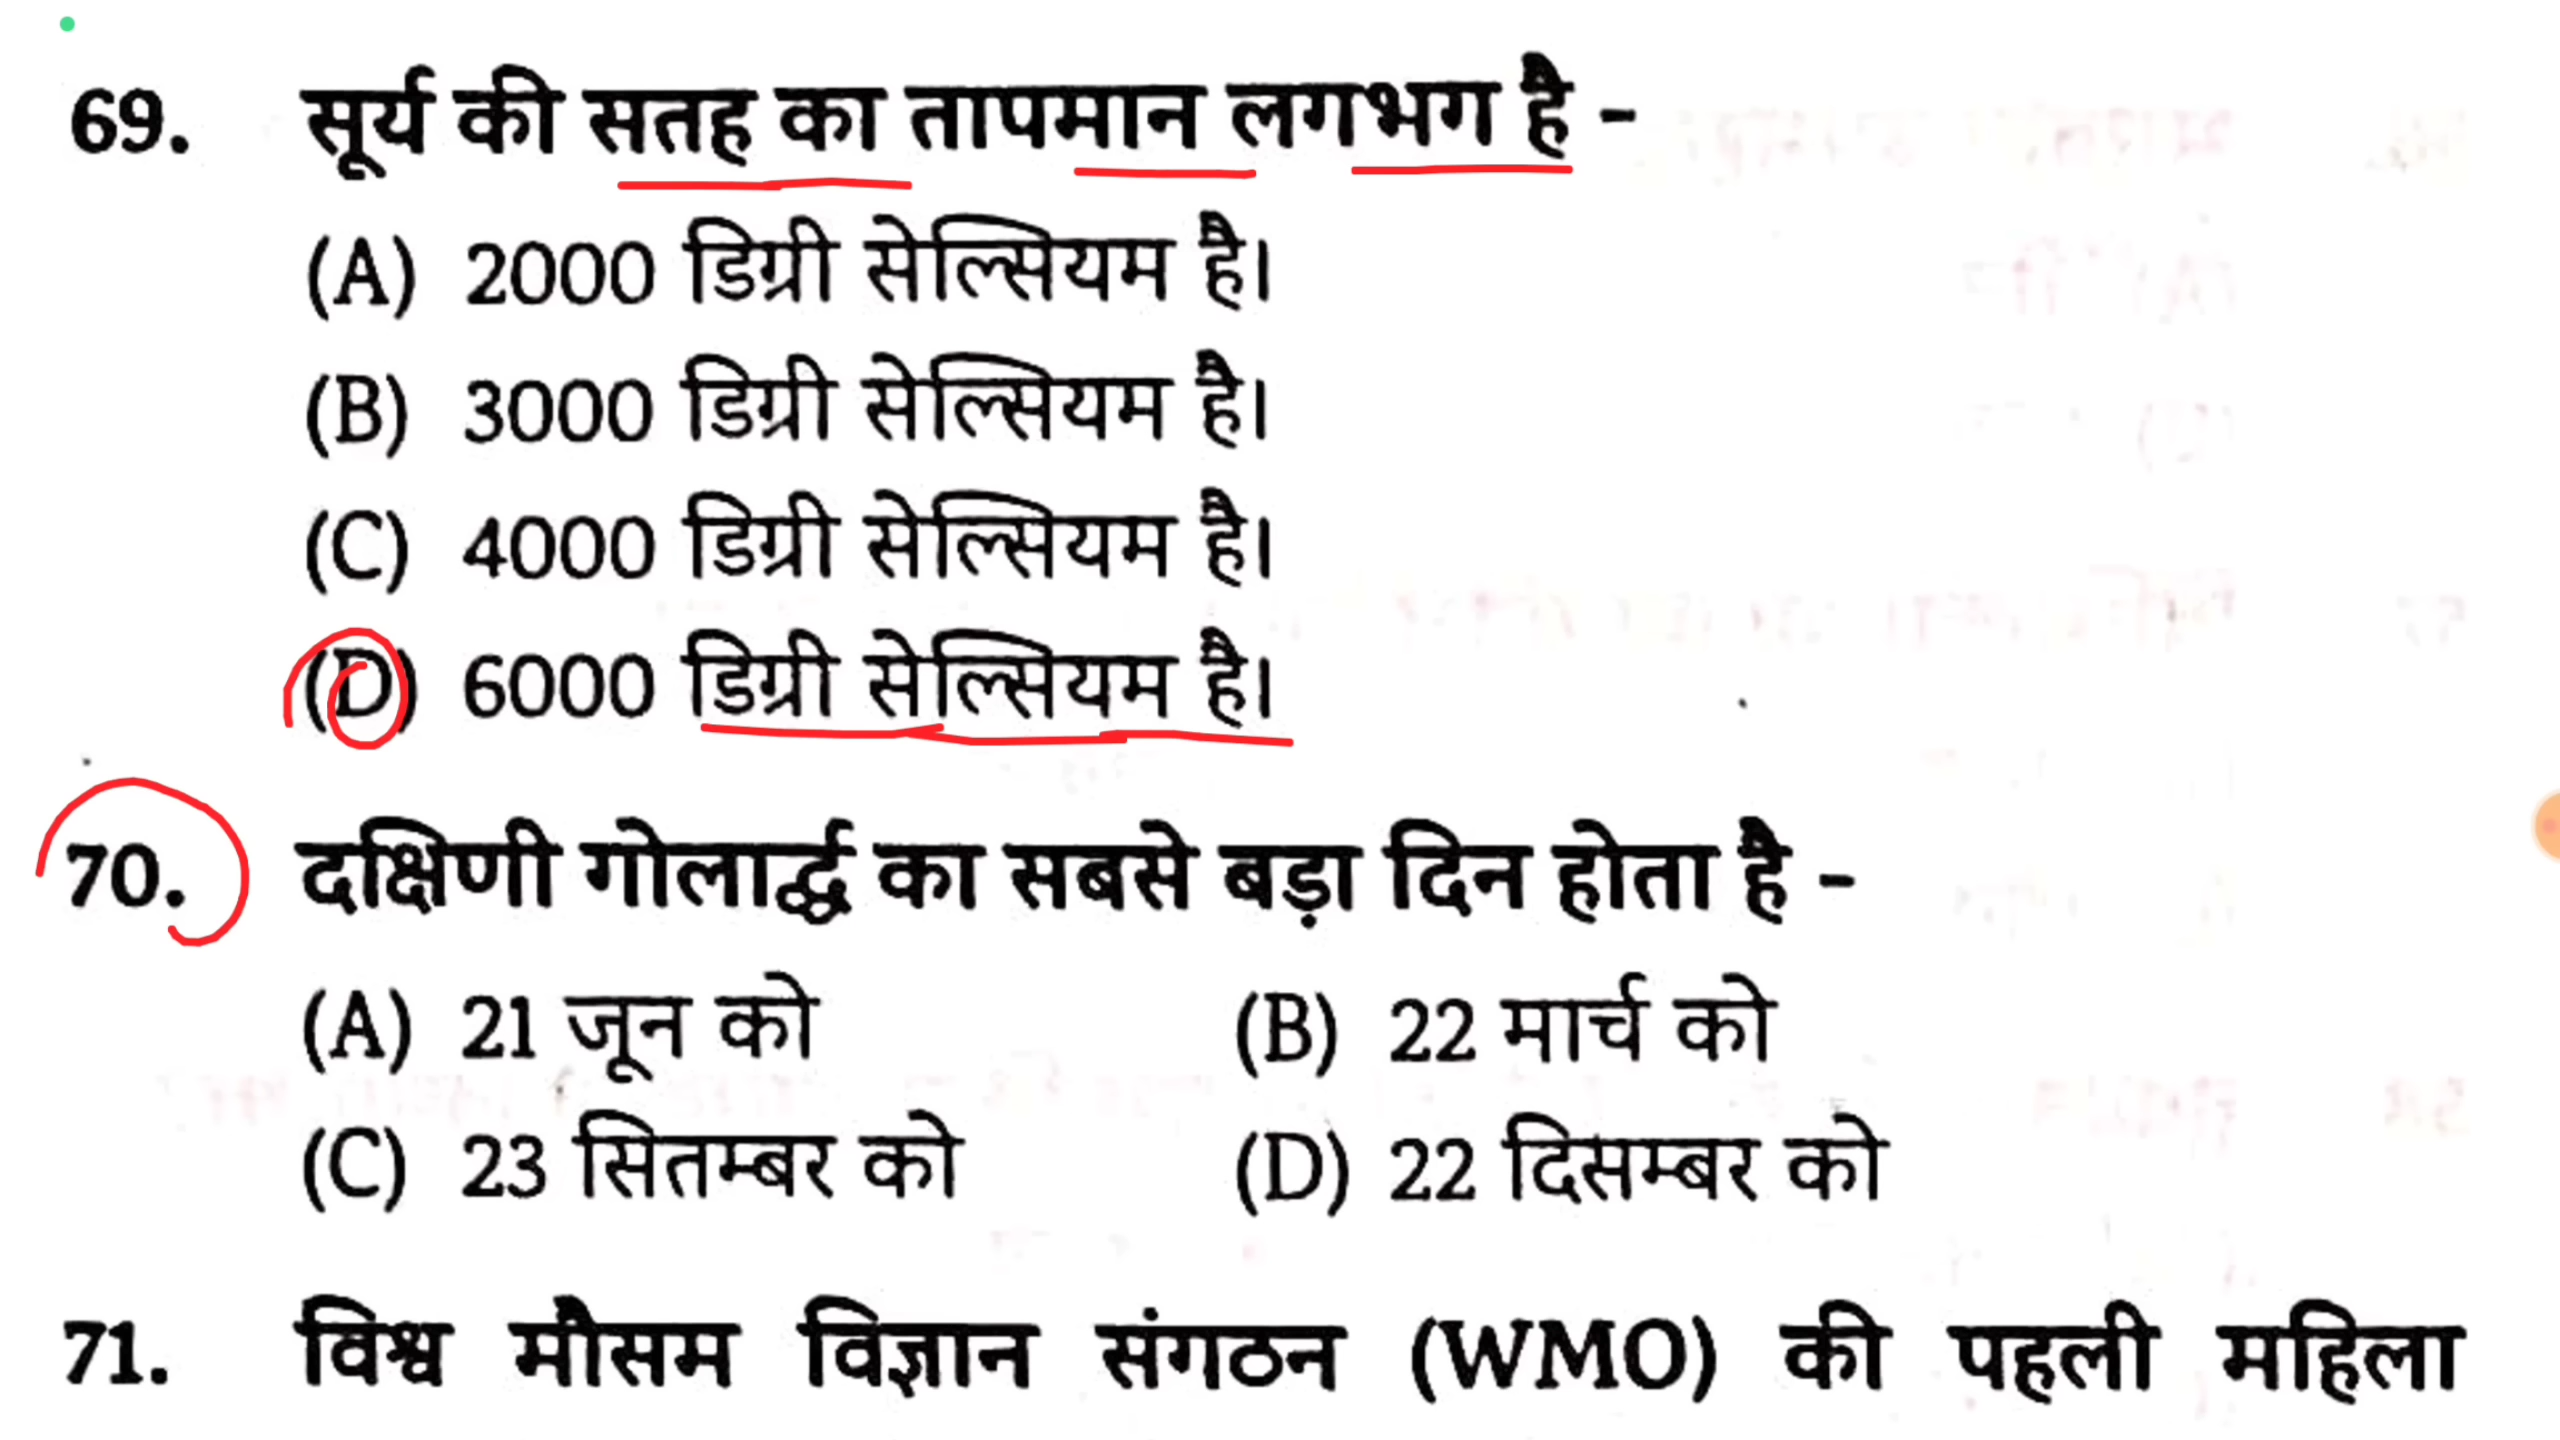 69. सूर्य की सतह का तापमान लगभग है -
(A) 2000 डिग्री सेल्सियम है।
(B) 3000 डिग्री सेल्सियम है।
(C) 4000 डिग्री सेल्सियम है।
(D) 6000 डिग्री सेल्सियम है।
70. दक्षिणी गोलार्द्ध का सबसे बड़ा दिन होता है -
(A) 21 जून को (B) 22 मार्च को
(C) 23 सितम्बर को (D) 22 दिसम्बर को
71. विश्व मौसम विज्ञान संगठन (WMO) की पहली महिला